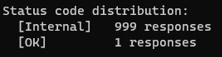 Status code distribution:
[Internal]   999 responses
[OK]         1 responses